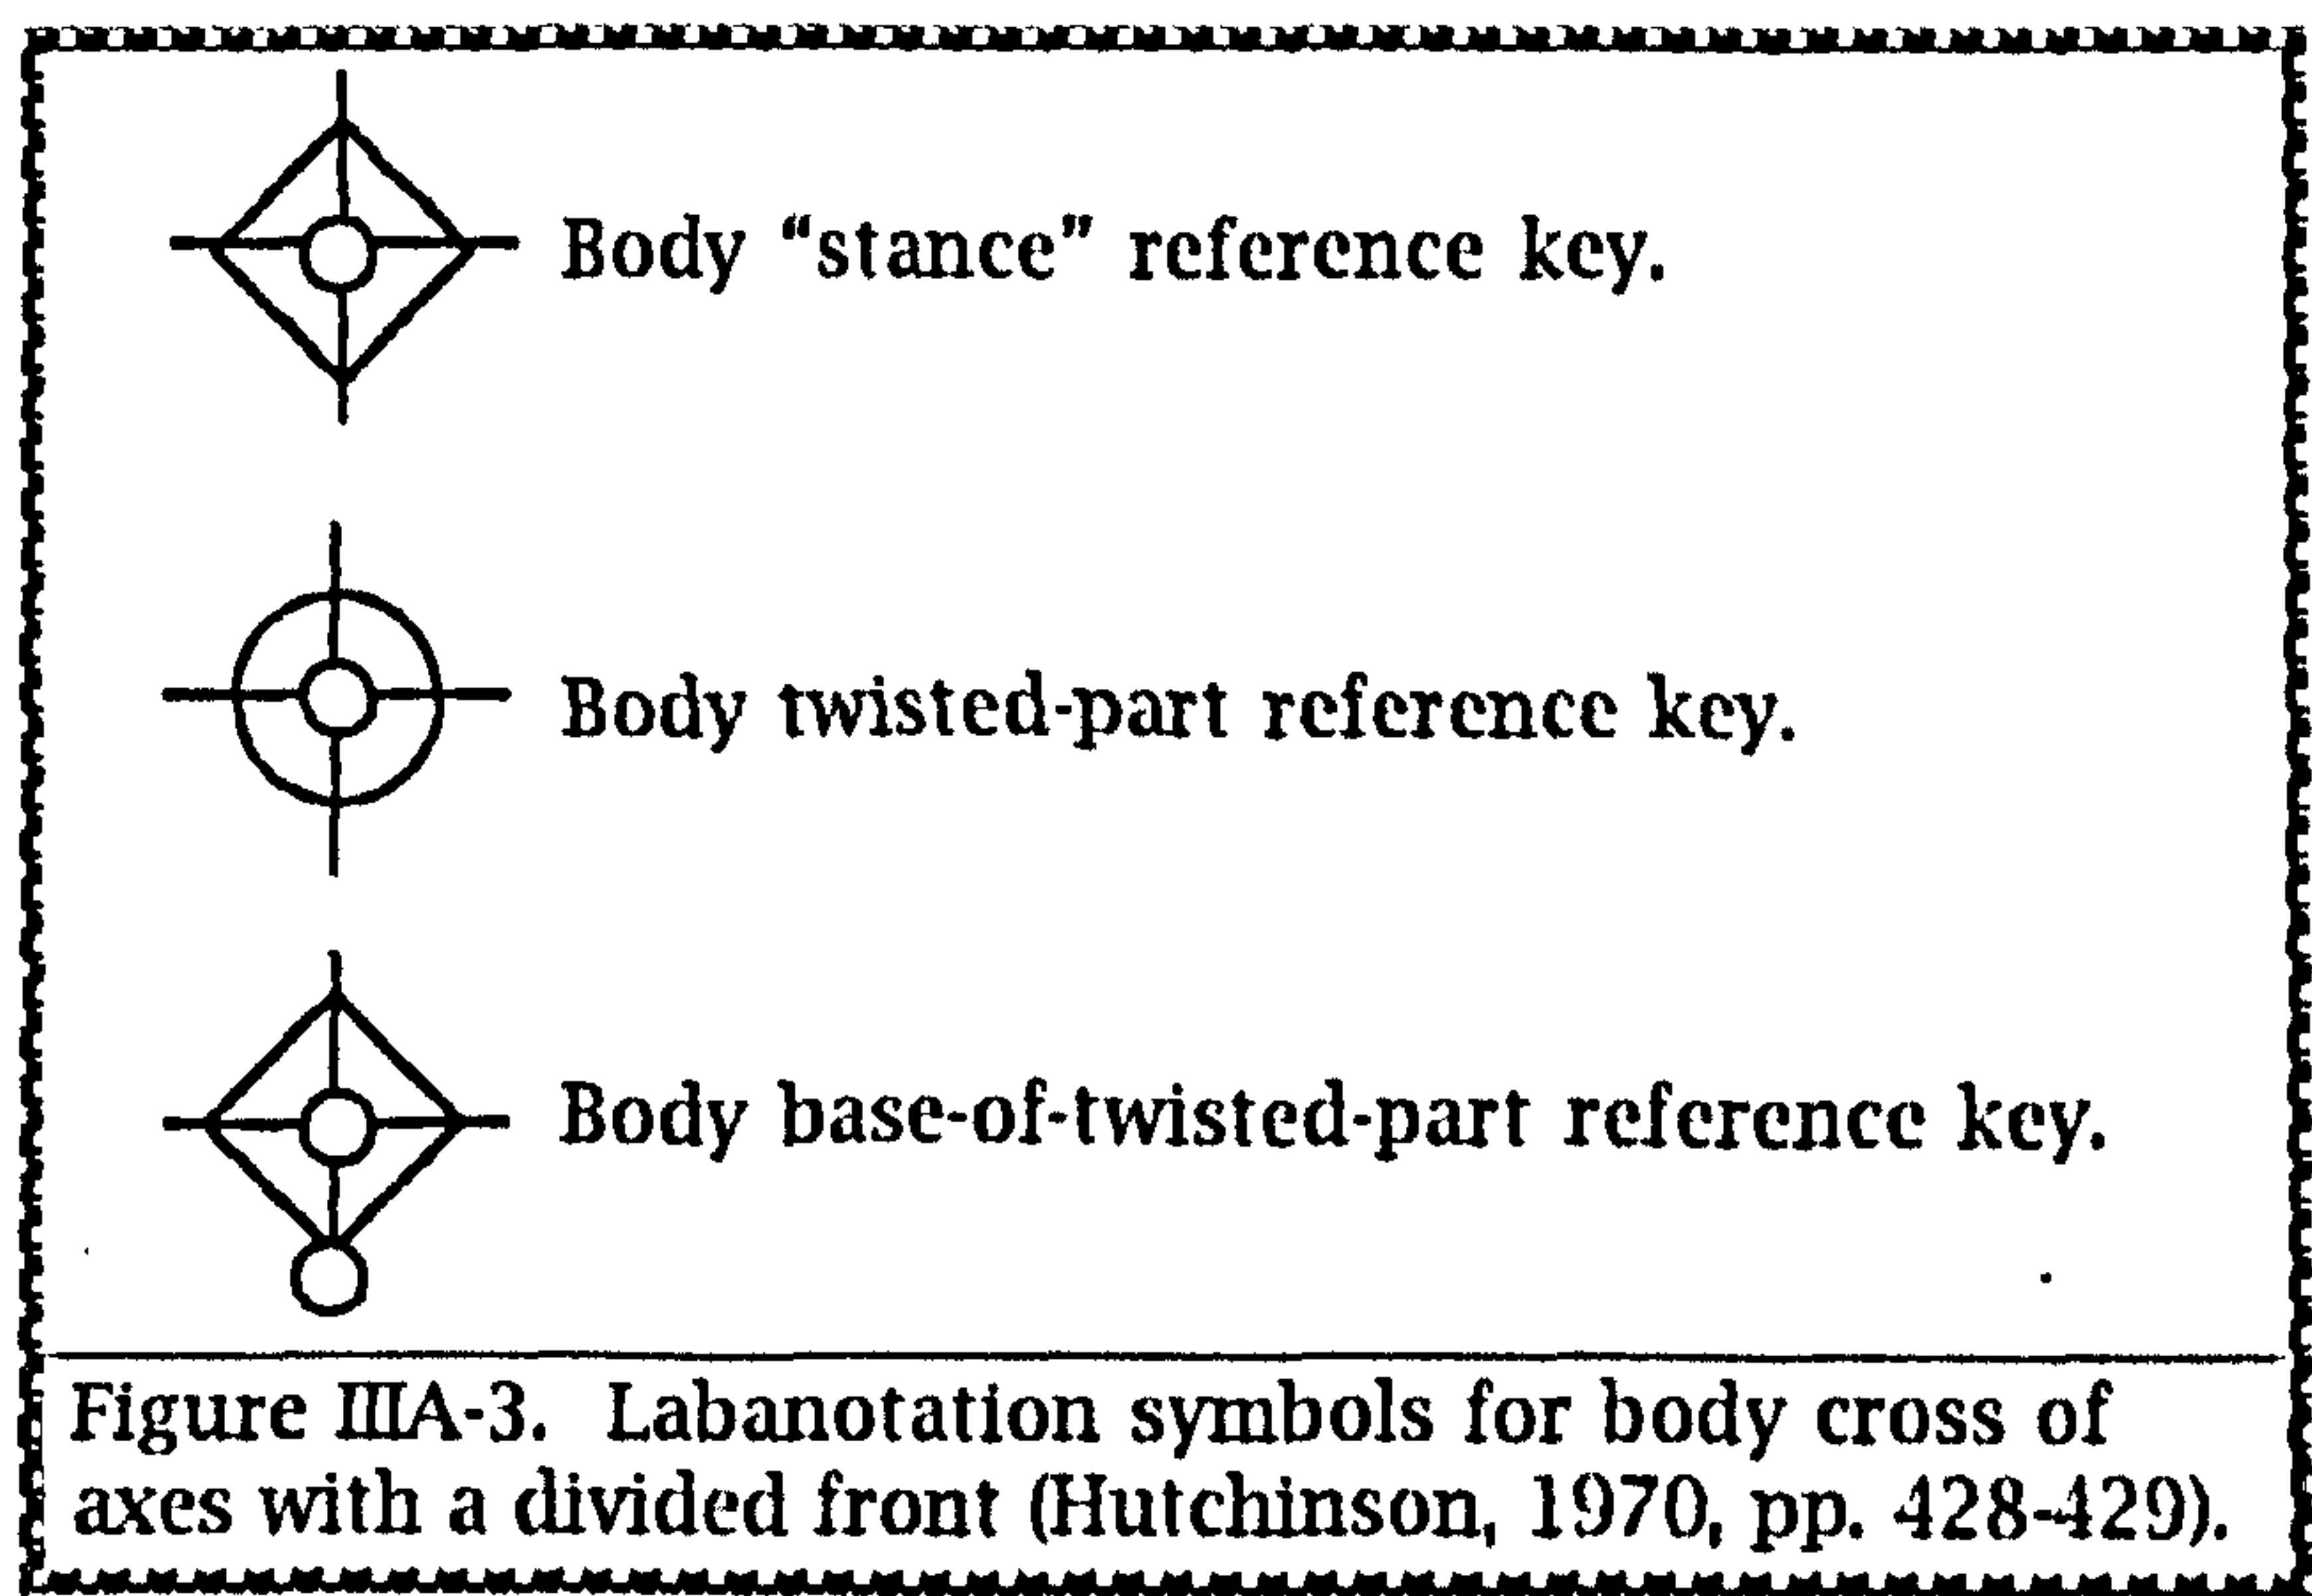 Body “stance” reference key.
Body twisted-part reference key.
Body base-of-twisted-part reference key.
Figure IIIA-3. Labanotation symbols for body cross of
axes with a divided front (Hutchinson, 1970, pp. 428-429).